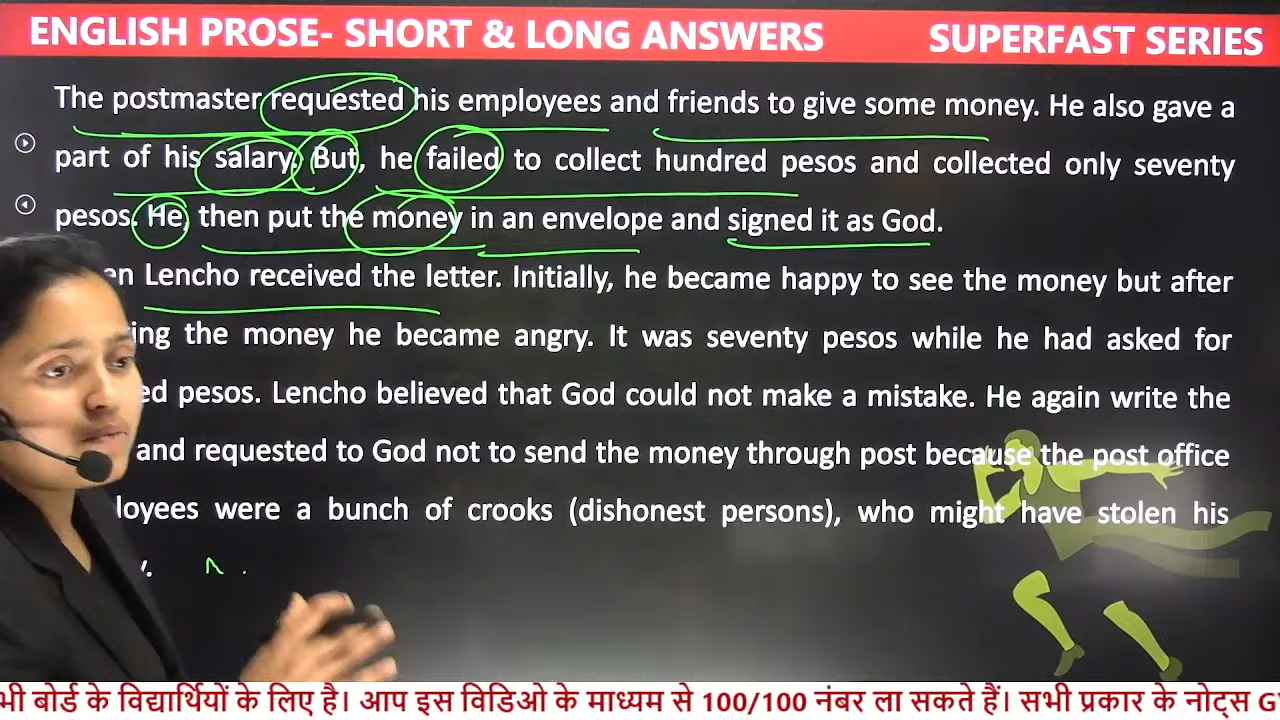 ENGLISH PROSE- SHORT & LONG ANSWERS SUPERFAST SERIES
The postmaster requested his employees and friends to give some money. He also gave a
part of his salary. But, he failed to collect hundred pesos and collected only seventy
pesos. He, then put the money in an envelope and signed it as God.
Lencho received the letter. Initially, he became happy to see the money but after
the money he became angry. It was seventy pesos while he had asked for
pesos. Lencho believed that God could not make a mistake. He again write the
and requested to God not to send the money through post because the post office
were a bunch of crooks (dishonest persons), who might have stolen his
बोर्ड के विद्यार्थियों के लिए है। आप इस विडिओ के माध्यम से 100/100 नंबर ला सकते हैं। सभी प्रकार के नोट्स